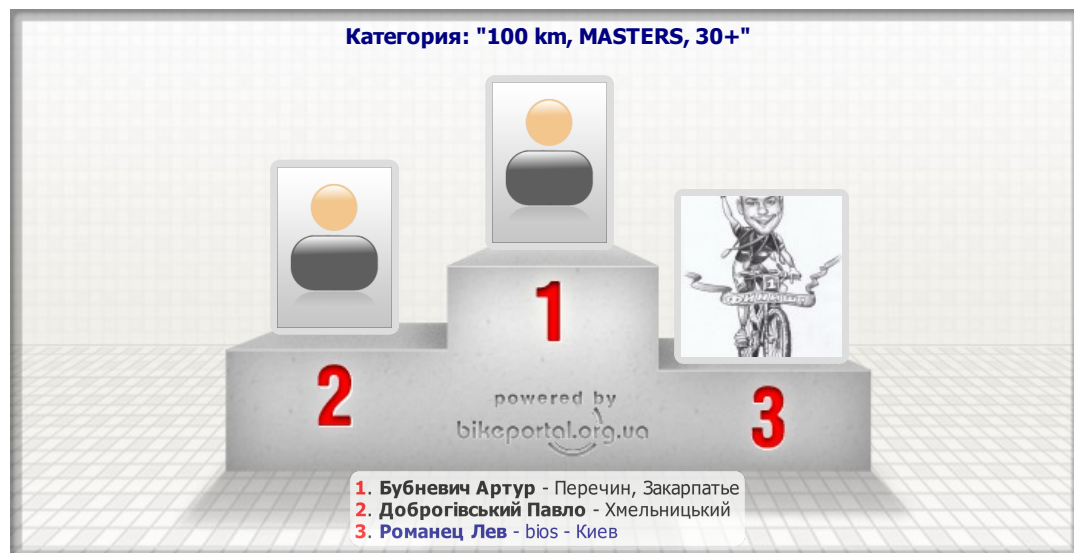 Категория: "100 km, MASTERS, 30+"
1
2
3
powered by
bikeportal.org.ua
1. Бубневич Артур - Перечин, Закарпатье
2. Доброгівський Павло - Хмельницький
3. Романец Лев - bios - Киев